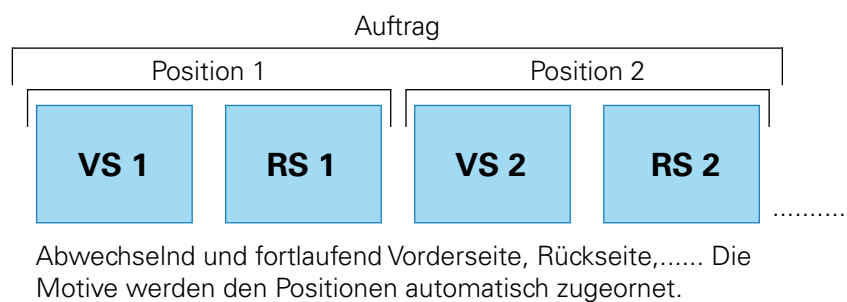 Auftrag
Position 1 Position 2
VS 1 RS 1 VS 2 RS 2
..........
Abwechselnd und fortlaufend Vorderseite, Rückseite,...... Die
Motive werden den Positionen automatisch zugeornet.